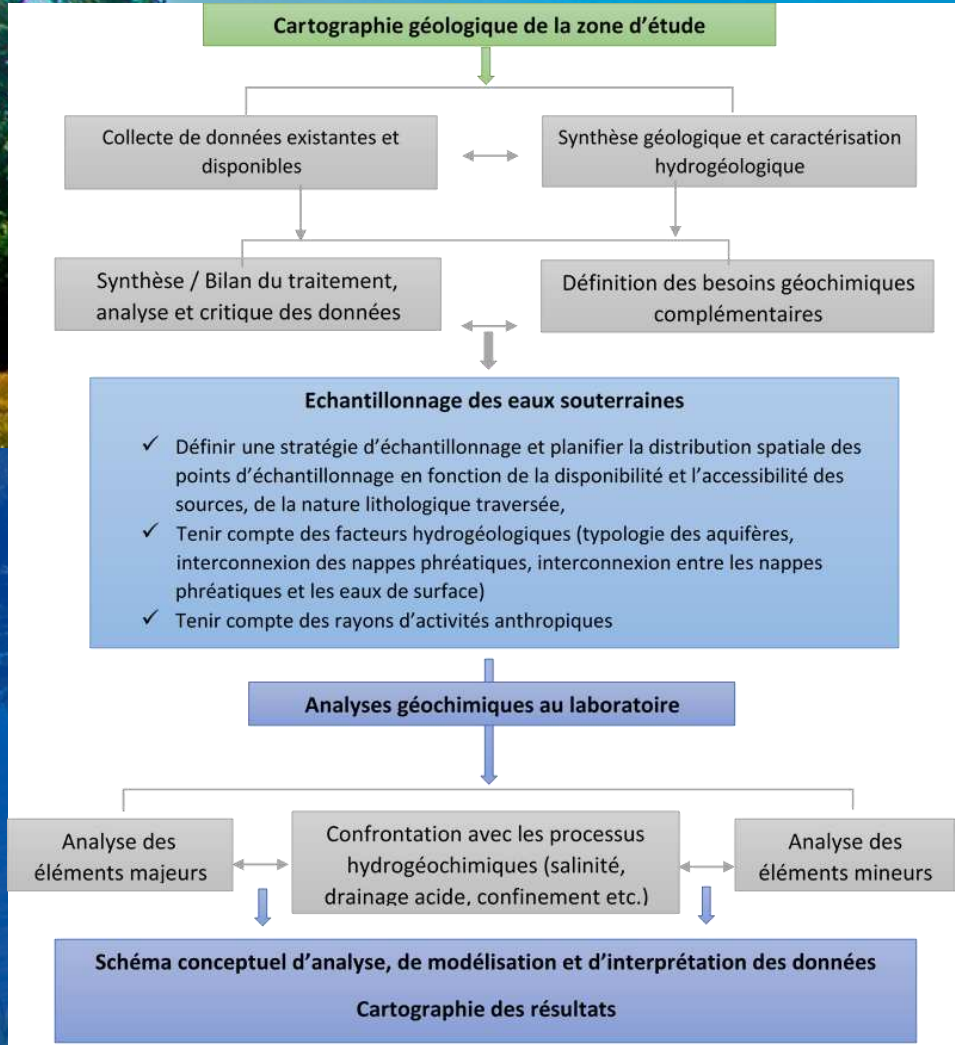 Cartographie géologique de la zone d'étude
Collecte de données existantes et
disponibles
Synthèse géologique et caractérisation
hydrogéologique
Synthèse / Bilan du traitement,
analyse et critique des données
Définition des besoins géochimiques
complémentaires
Echantillonnage des eaux souterraines
✓ Définir une stratégie d'échantillonnage et planifier la distribution spatiale des
points d'échantillonnage en fonction de la disponibilité et l'accessibilité des
sources, de la nature lithologique traversée,
✓ Tenir compte des facteurs hydrogéologiques (typologie des aquifères,
interconnexion des nappes phréatiques, interconnexion entre les nappes
phréatiques et les eaux de surface)
✓ Tenir compte des rayons d'activités anthropiques
Analyses géochimiques au laboratoire
Analyse des
éléments majeurs
Confrontation avec les processus
hydrogéochimiques (salinité,
drainage acide, confinement etc.)
Analyse des
éléments mineurs
Schéma conceptuel d'analyse, de modélisation et d'interprétation des données
Cartographie des résultats